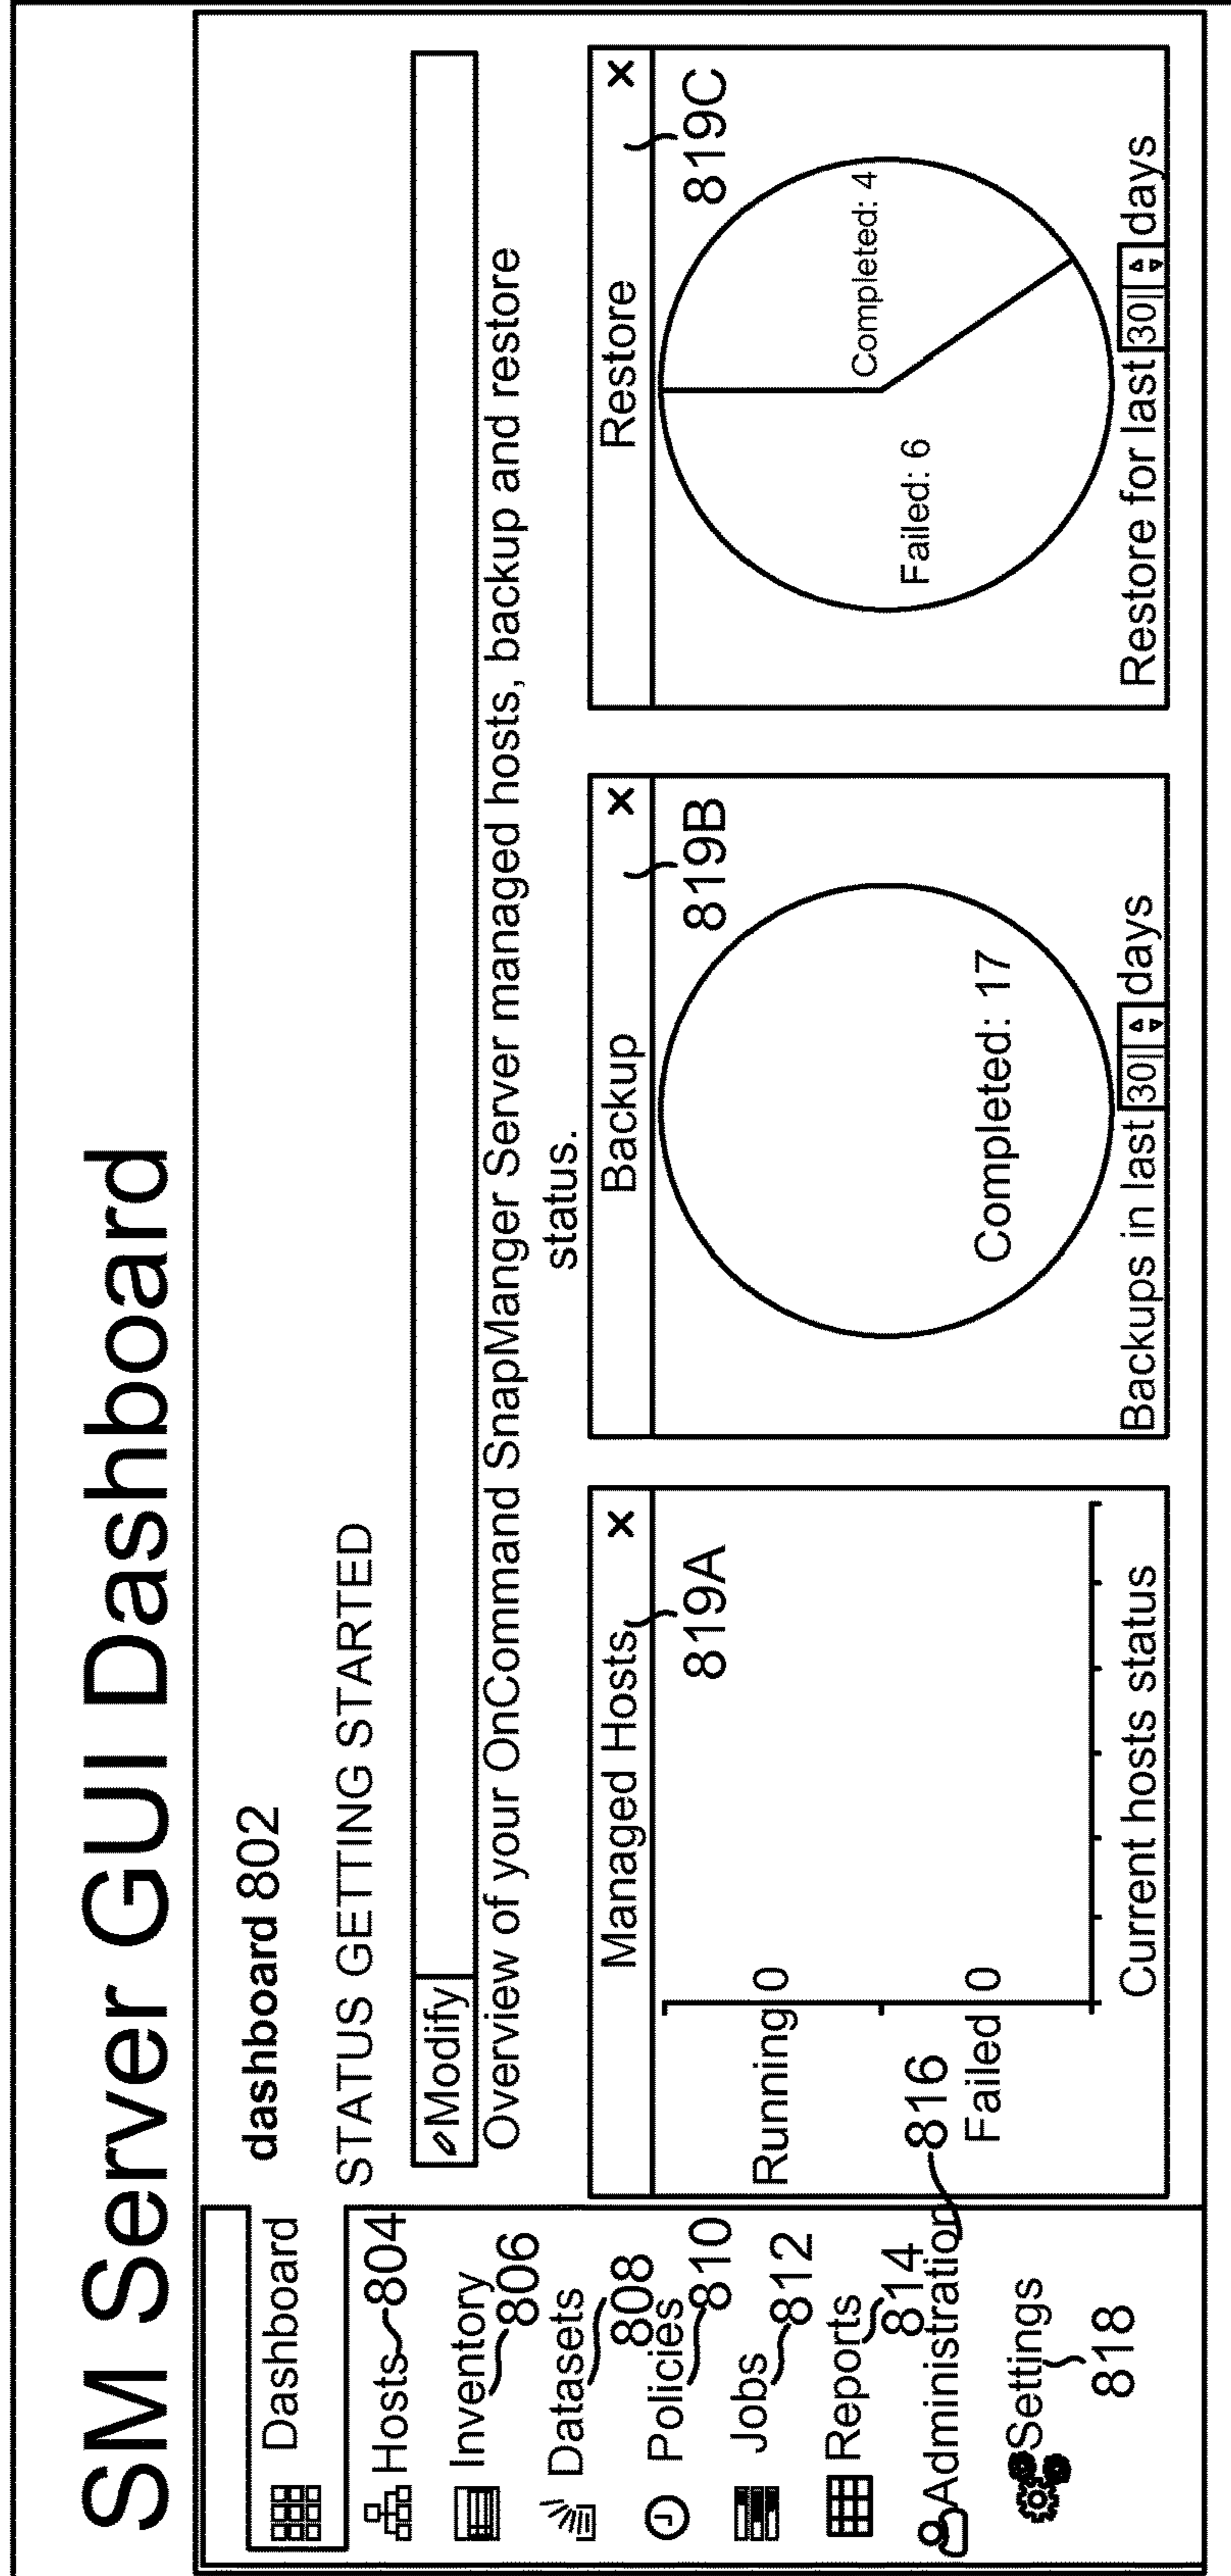 SM Server GUI Dashboard
Dashboard
Hosts 804
Inventory
806
Datasets
808
Policies
810
Jobs
812
Reports
814
Administration
816
Settings
818
dashboard 802
STATUS GETTING STARTED
Modify
Overview of your OnCommand SnapManger Server managed hosts, backup and restore
status.
Managed Hosts
×
819A
Running 0
Failed 0
Current hosts status
Backup
×
819B
Completed: 17
Backups in last 30 days
Restore
×
819C
Completed: 4
Failed: 6
Restore for last 30 days